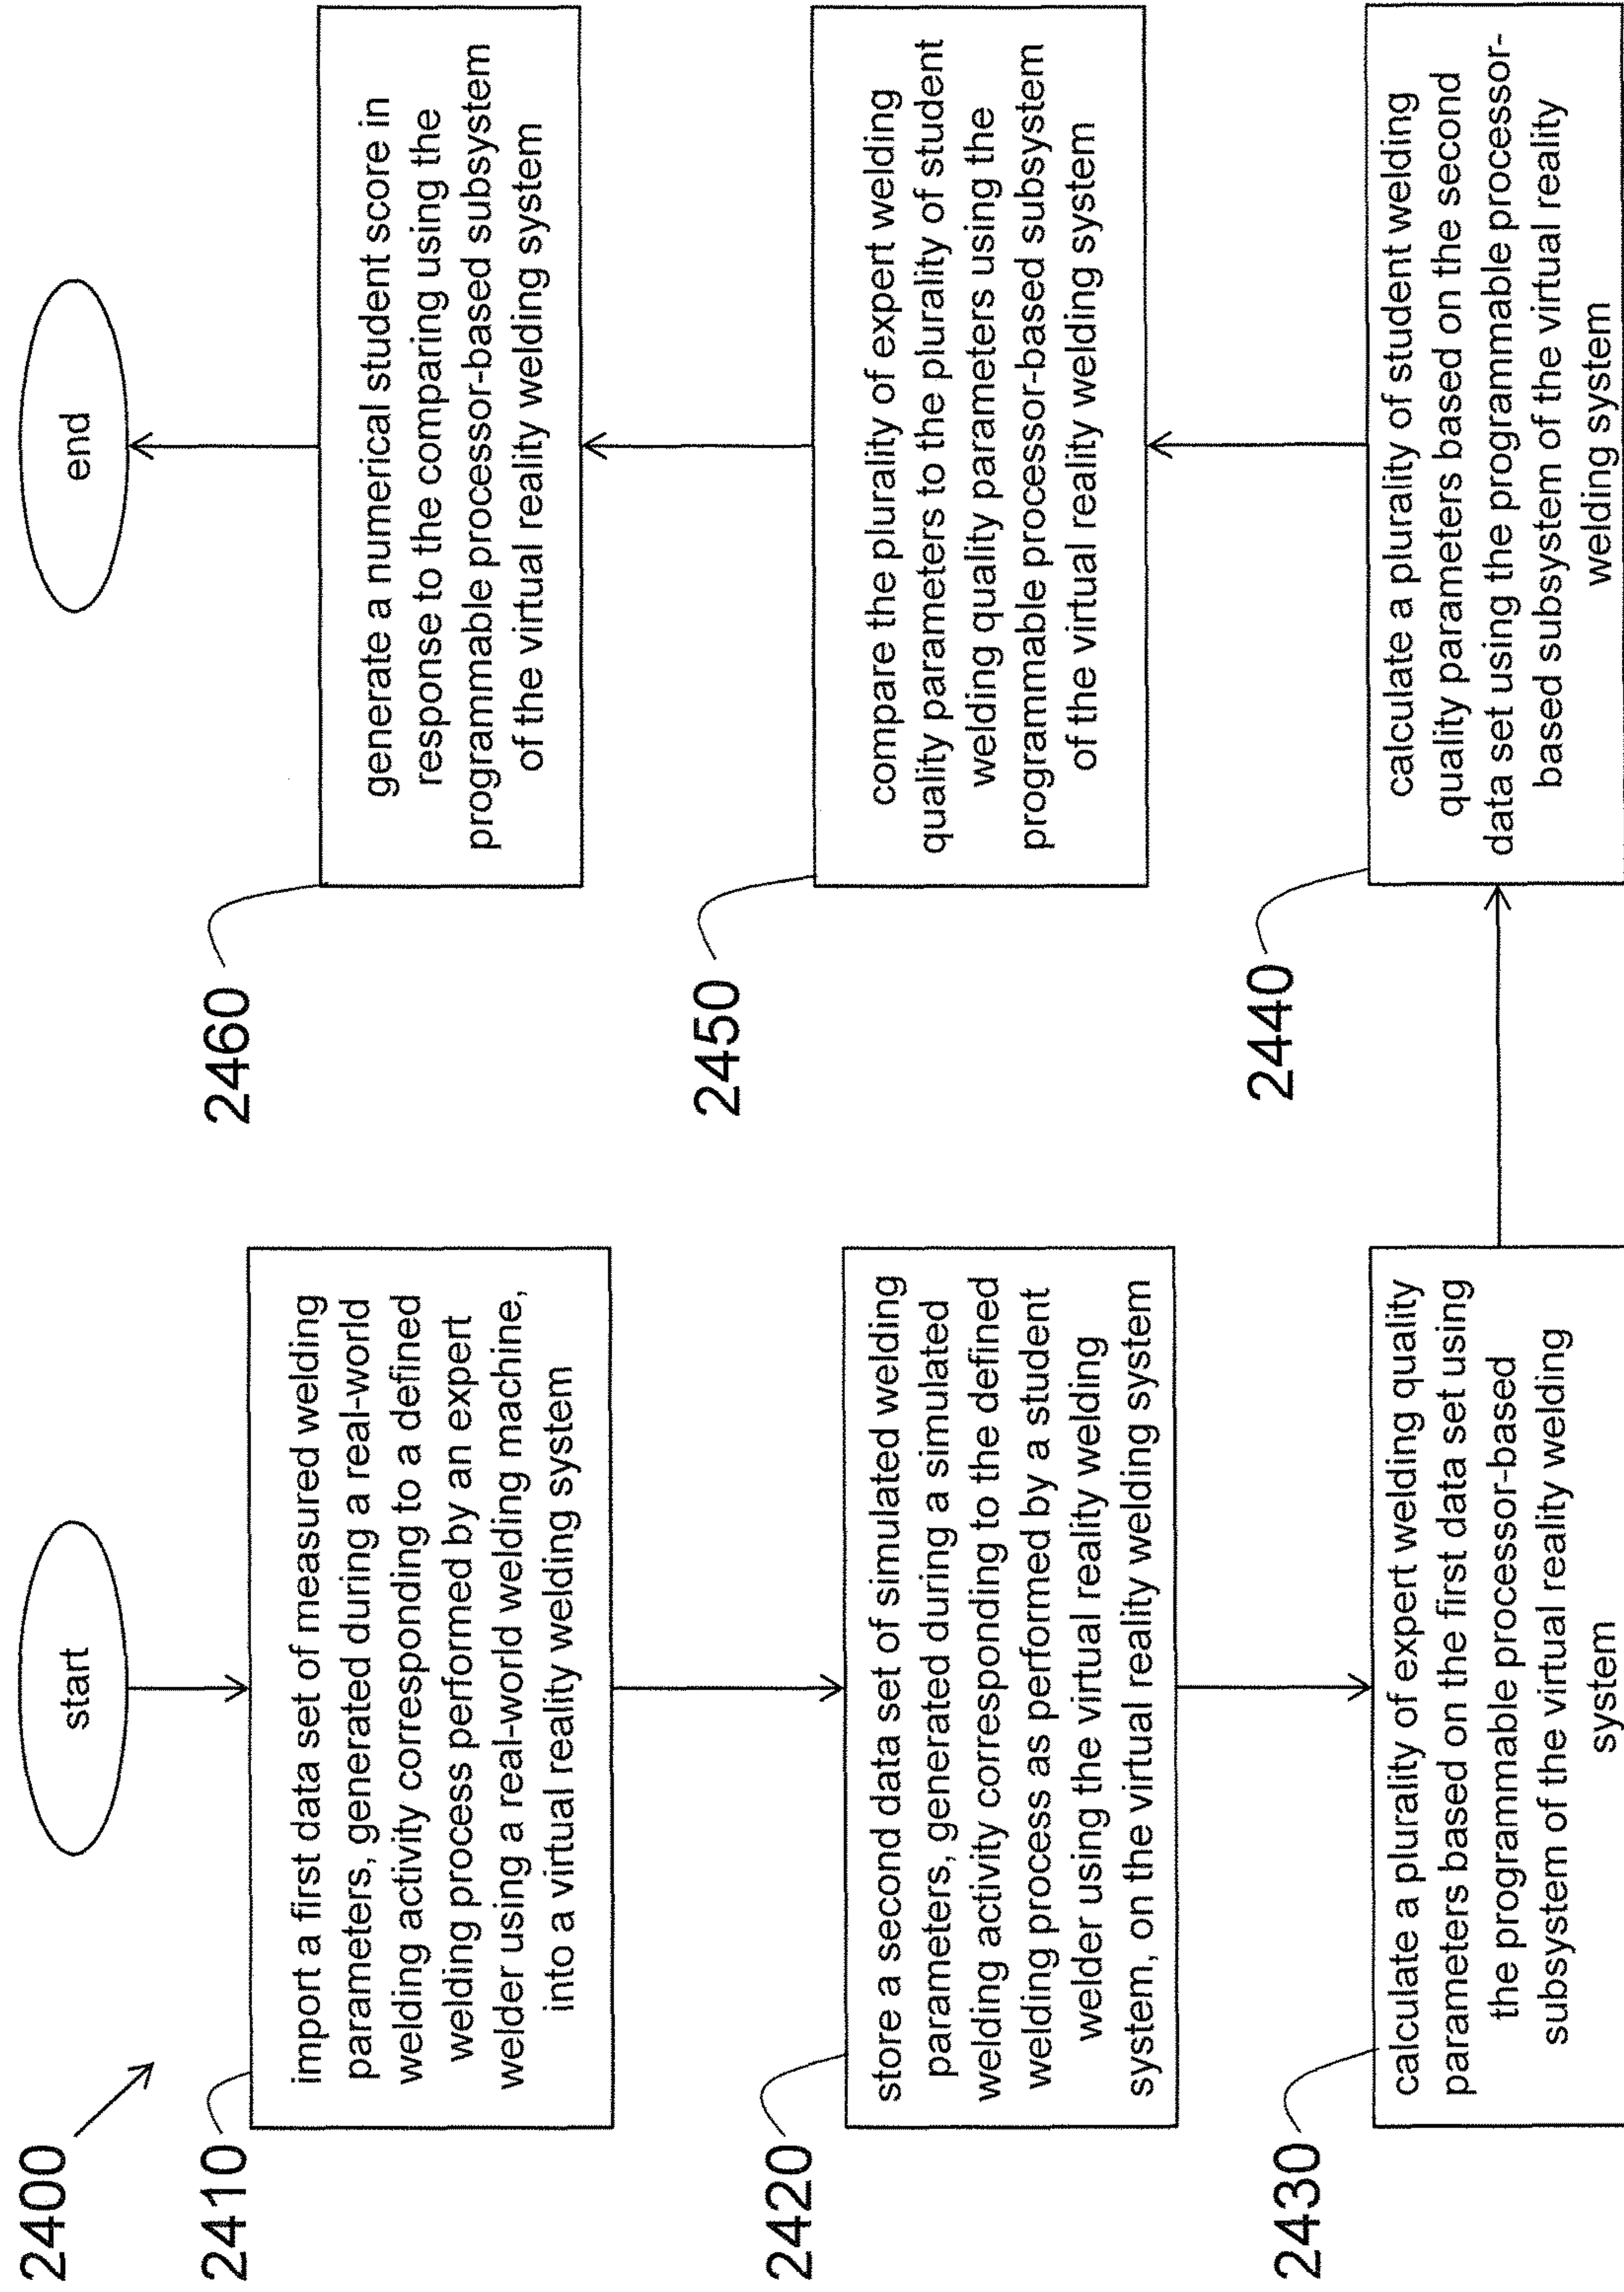 2400
start
2410
import a first data set of measured welding
parameters, generated during a real-world
welding activity corresponding to a defined
welding process performed by an expert
welder using a real-world welding machine,
into a virtual reality welding system
2420
store a second data set of simulated welding
parameters, generated during a simulated
welding activity corresponding to the defined
welding process as performed by a student
welder using the virtual reality welding
system, on the virtual reality welding system
2430
calculate a plurality of expert welding quality
parameters based on the first data set using
the programmable processor-based
subsystem of the virtual reality welding
system
2440
calculate a plurality of student welding
quality parameters based on the second
data set using the programmable processor-
based subsystem of the virtual reality
welding system
2450
compare the plurality of expert welding
quality parameters to the plurality of student
welding quality parameters using the
programmable processor-based subsystem
of the virtual reality welding system
2460
generate a numerical student score in
response to the comparing using the
programmable processor-based subsystem
of the virtual reality welding system
end